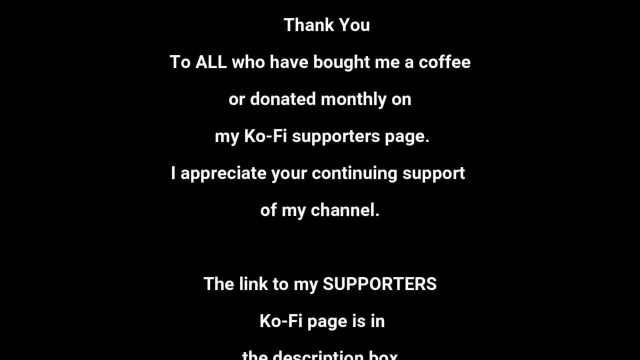 Thank You
To ALL who have bought me a coffee
or donated monthly on
my Ko-Fi supporters page.
I appreciate your continuing support
of my channel.
The link to my SUPPORTERS
Ko-Fi page is in
the description box